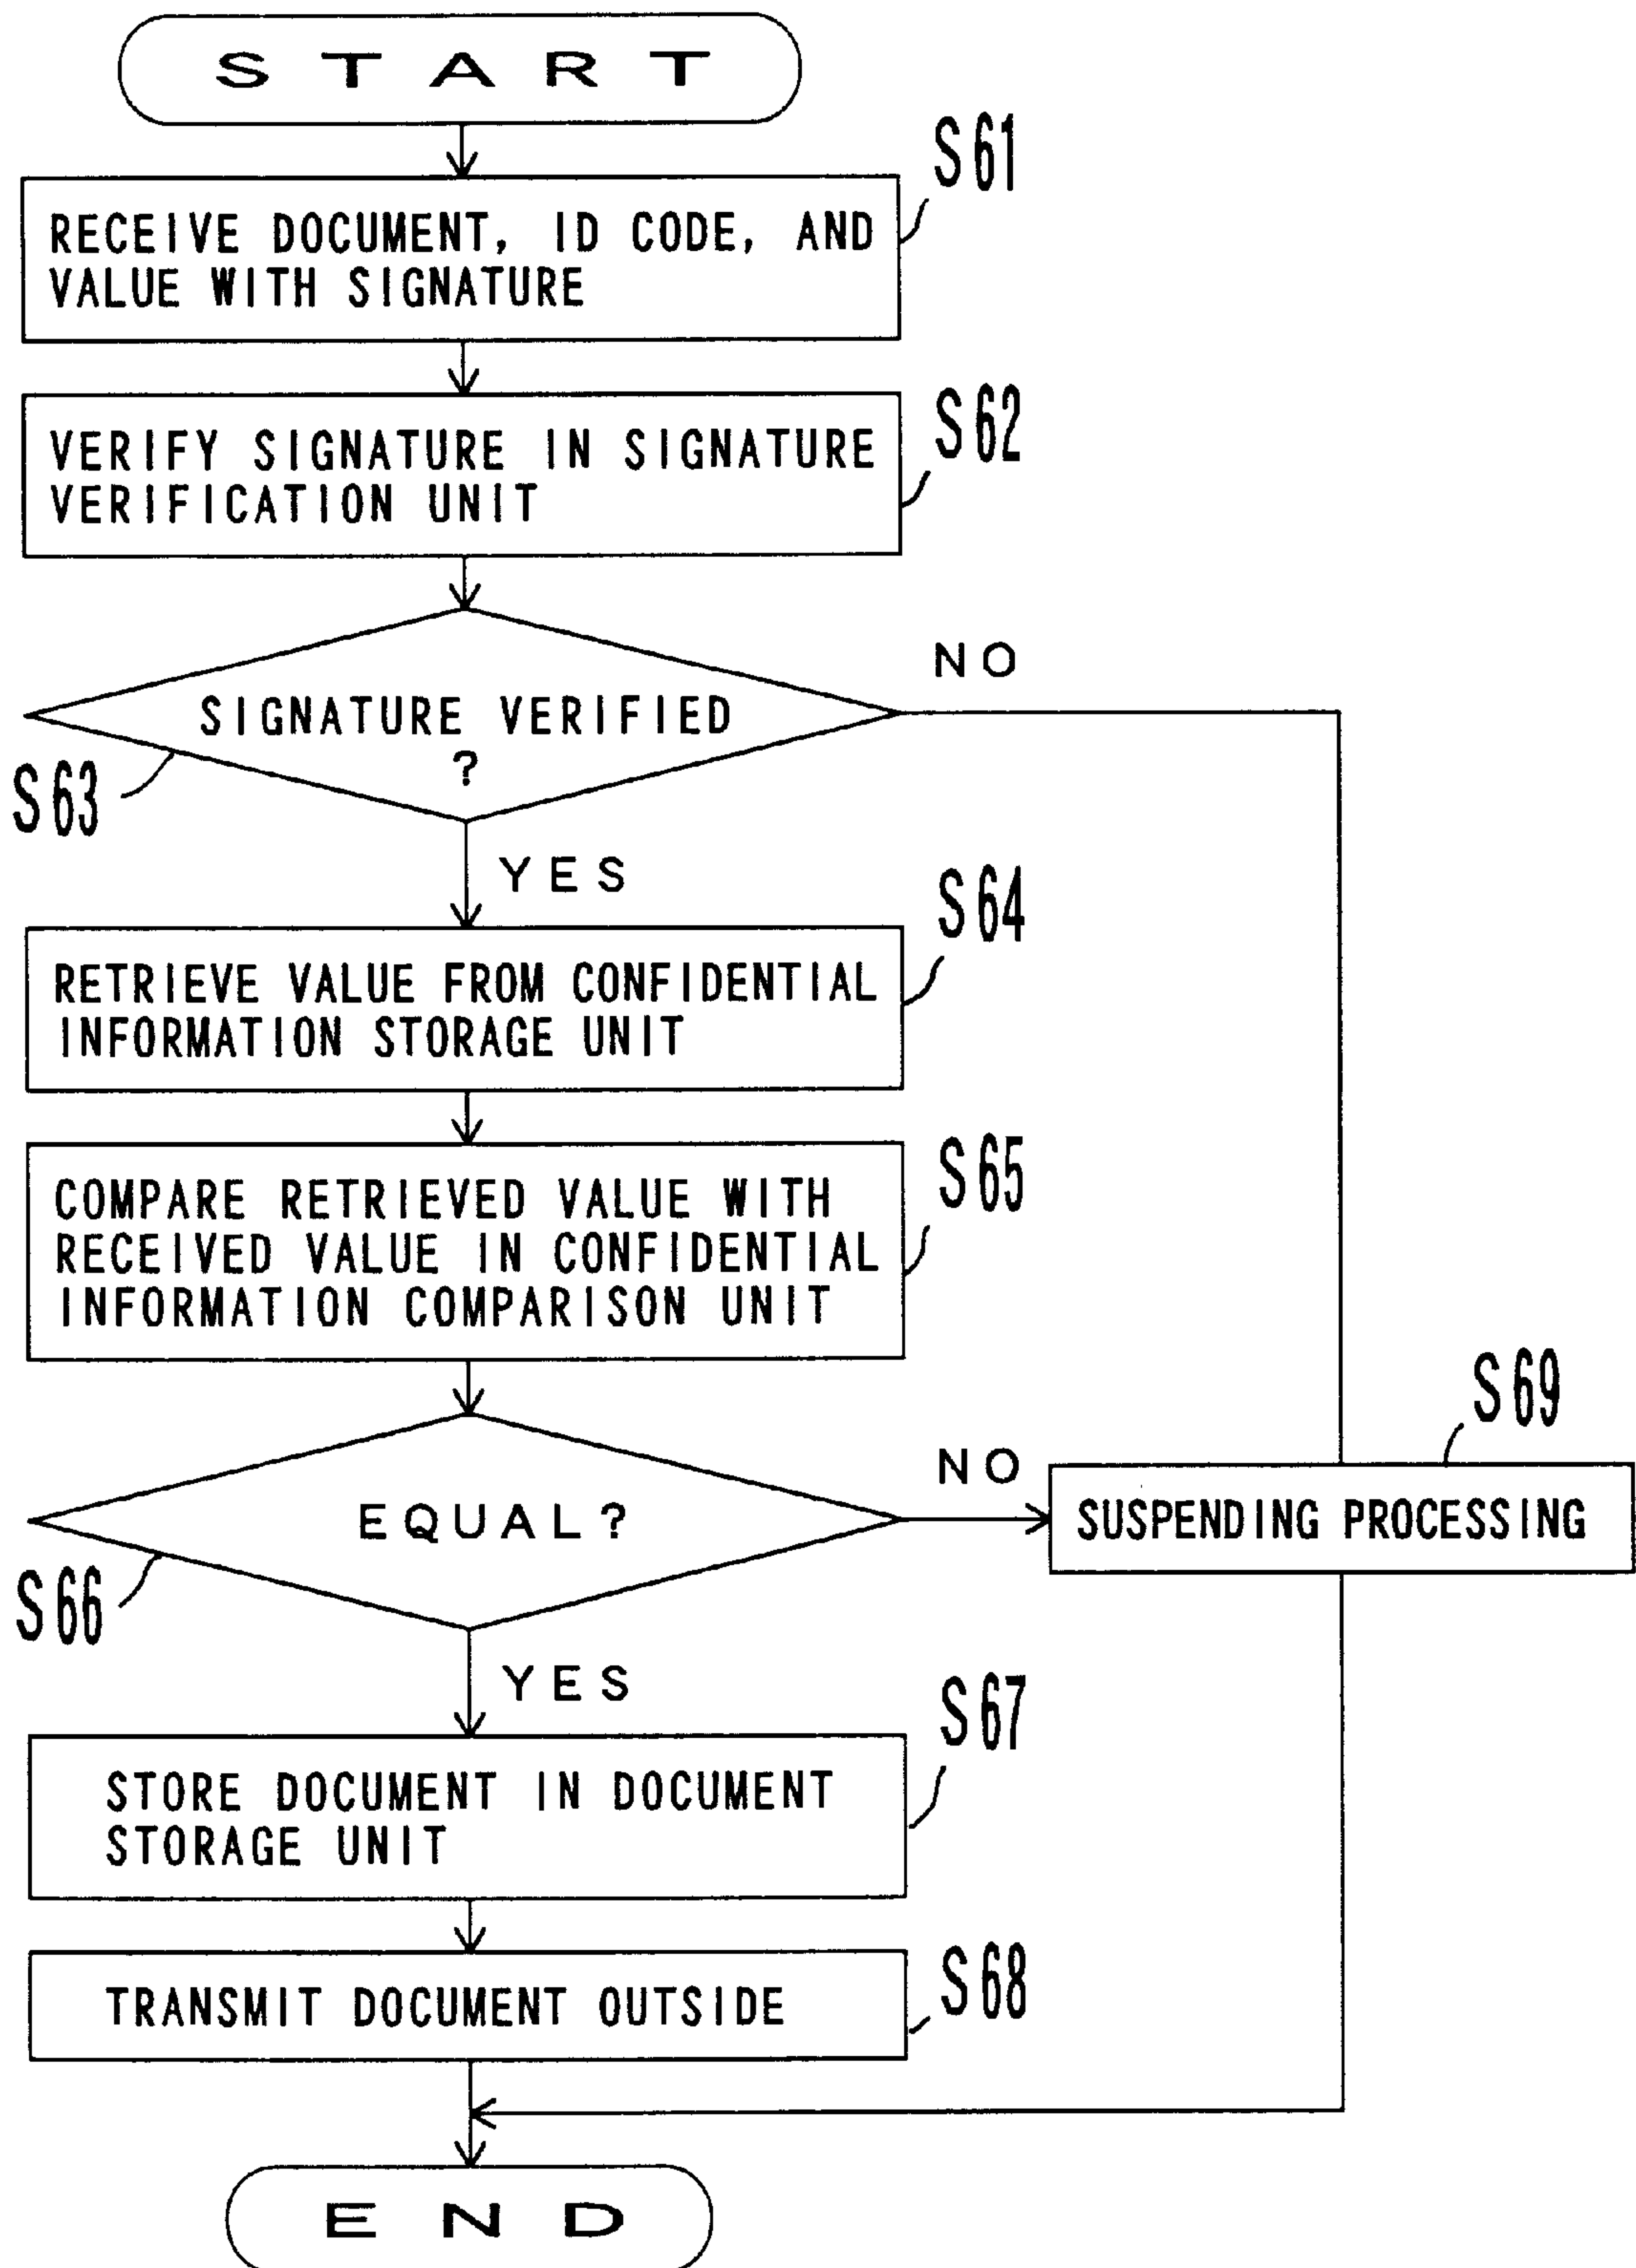 START
S61
RECEIVE DOCUMENT, ID CODE, AND
VALUE WITH SIGNATURE
S62
VERIFY SIGNATURE IN SIGNATURE
VERIFICATION UNIT
NO
SIGNATURE VERIFIED
?
S63
YES
S64
RETRIEVE VALUE FROM CONFIDENTIAL
INFORMATION STORAGE UNIT
S65
COMPARE RETRIEVED VALUE WITH
RECEIVED VALUE IN CONFIDENTIAL
INFORMATION COMPARISON UNIT
S69
NO
EQUAL?
SUSPENDING PROCESSING
S66
YES
S67
STORE DOCUMENT IN DOCUMENT
STORAGE UNIT
S68
TRANSMIT DOCUMENT OUTSIDE
END